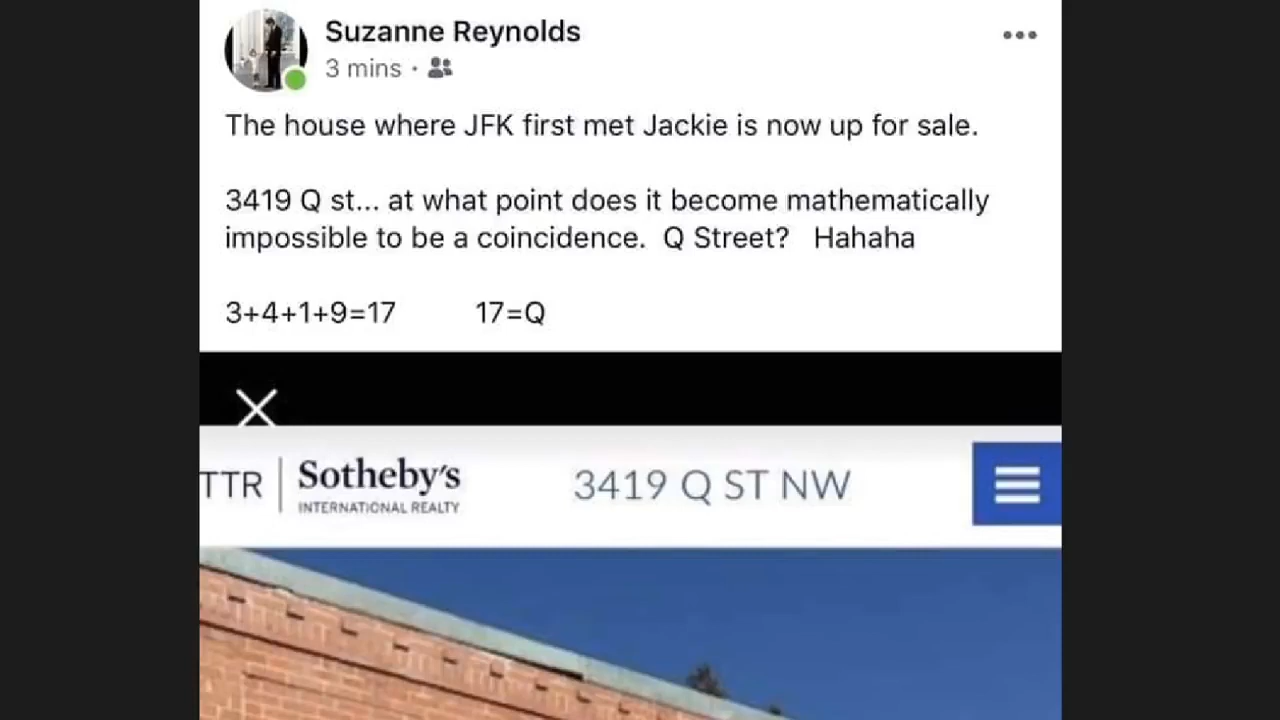 Suzanne Reynolds
3 mins ·
The house where JFK first met Jackie is now up for sale.
3419 Q st... at what point does it become mathematically
impossible to be a coincidence.  Q Street?   Hahaha
3+4+1+9=17   17=Q
TTR | Sotheby's
INTERNATIONAL REALTY
3419 Q ST NW